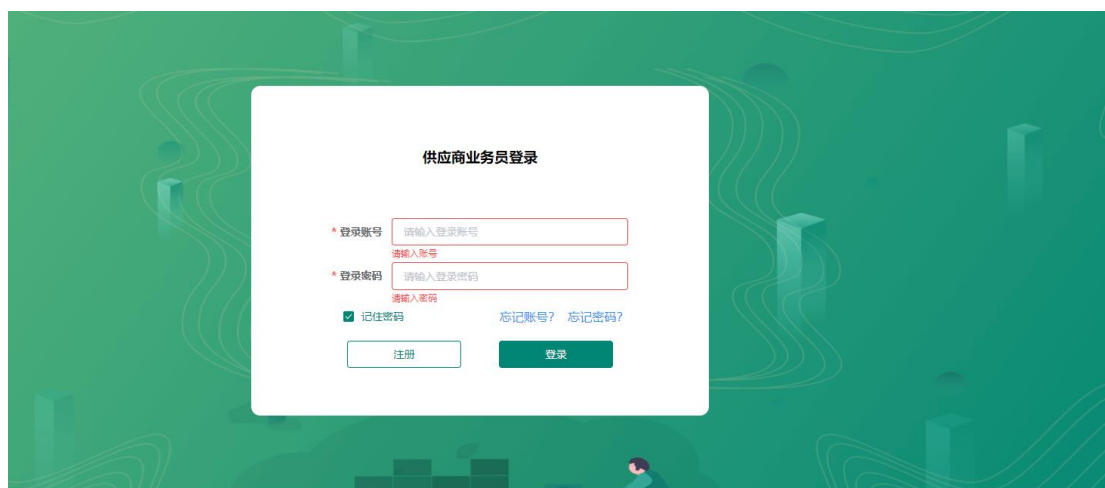 供应商业务员登录
* 登录账号 请输入登录账号
请输入账号
* 登录密码 请输入登录密码
请输入密码
记住密码 忘记账号? 忘记密码?
注册 登录